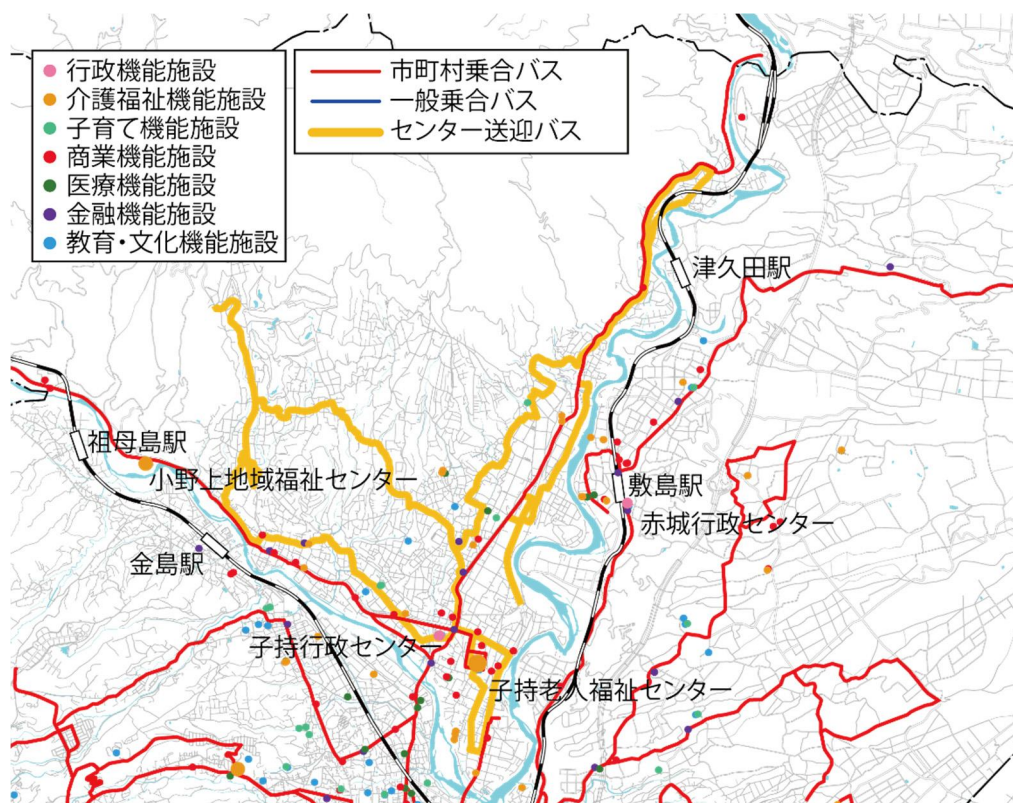 行政機能施設
介護福祉機能施設
子育て機能施設
商業機能施設
医療機能施設
金融機能施設
教育・文化機能施設
市町村乗合バス
一般乗合バス
センター送迎バス
津久田駅
祖母島駅
小野上地域福祉センター
敷島駅
赤城行政センター
金島駅
子持行政センター
子持老人福祉センター